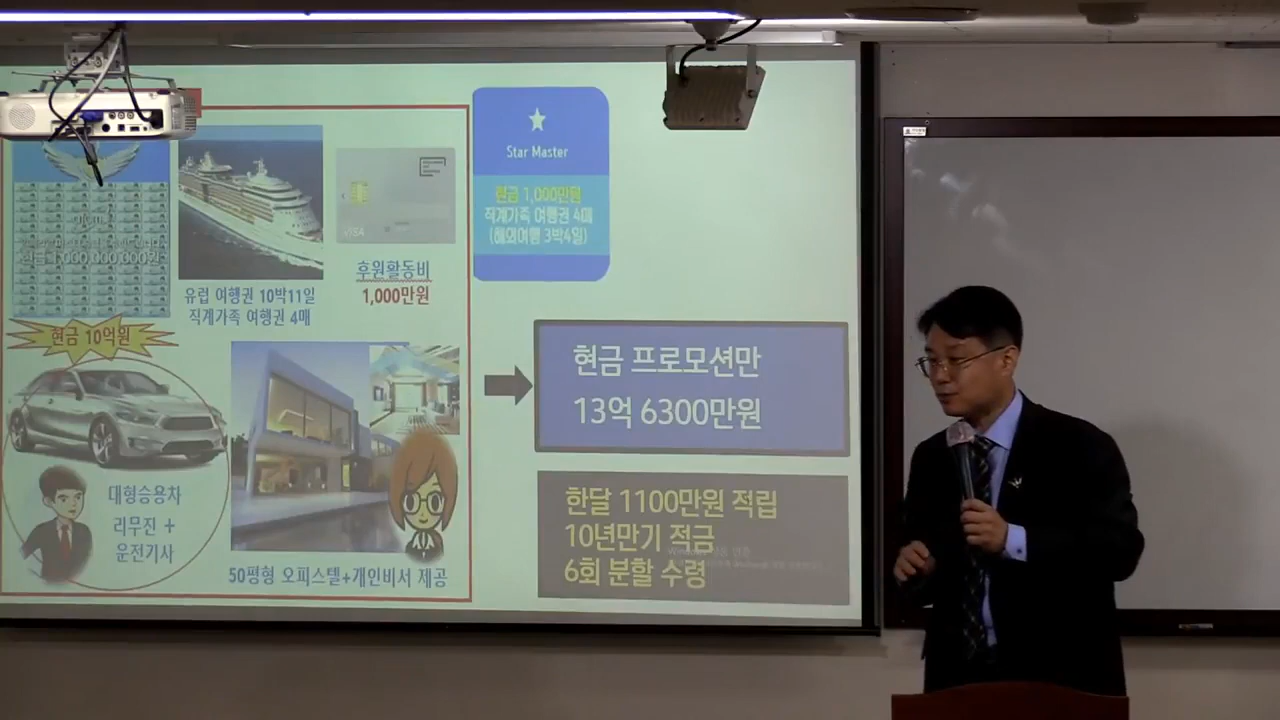 Star Master
현금 1,000만원
직계가족 여행권 4매
(해외여행 3박4일)
VISA
후원활동비
1,000만원
유럽 여행권 10박11일
직계가족 여행권 4매
현금 10억원
대형승용차
리무진 +
운전기사
50평형 오피스텔+개인비서 제공
현금 프로모션만
13억 6300만원
한달 1100만원 적립
10년만기 적금
6회 분할 수령